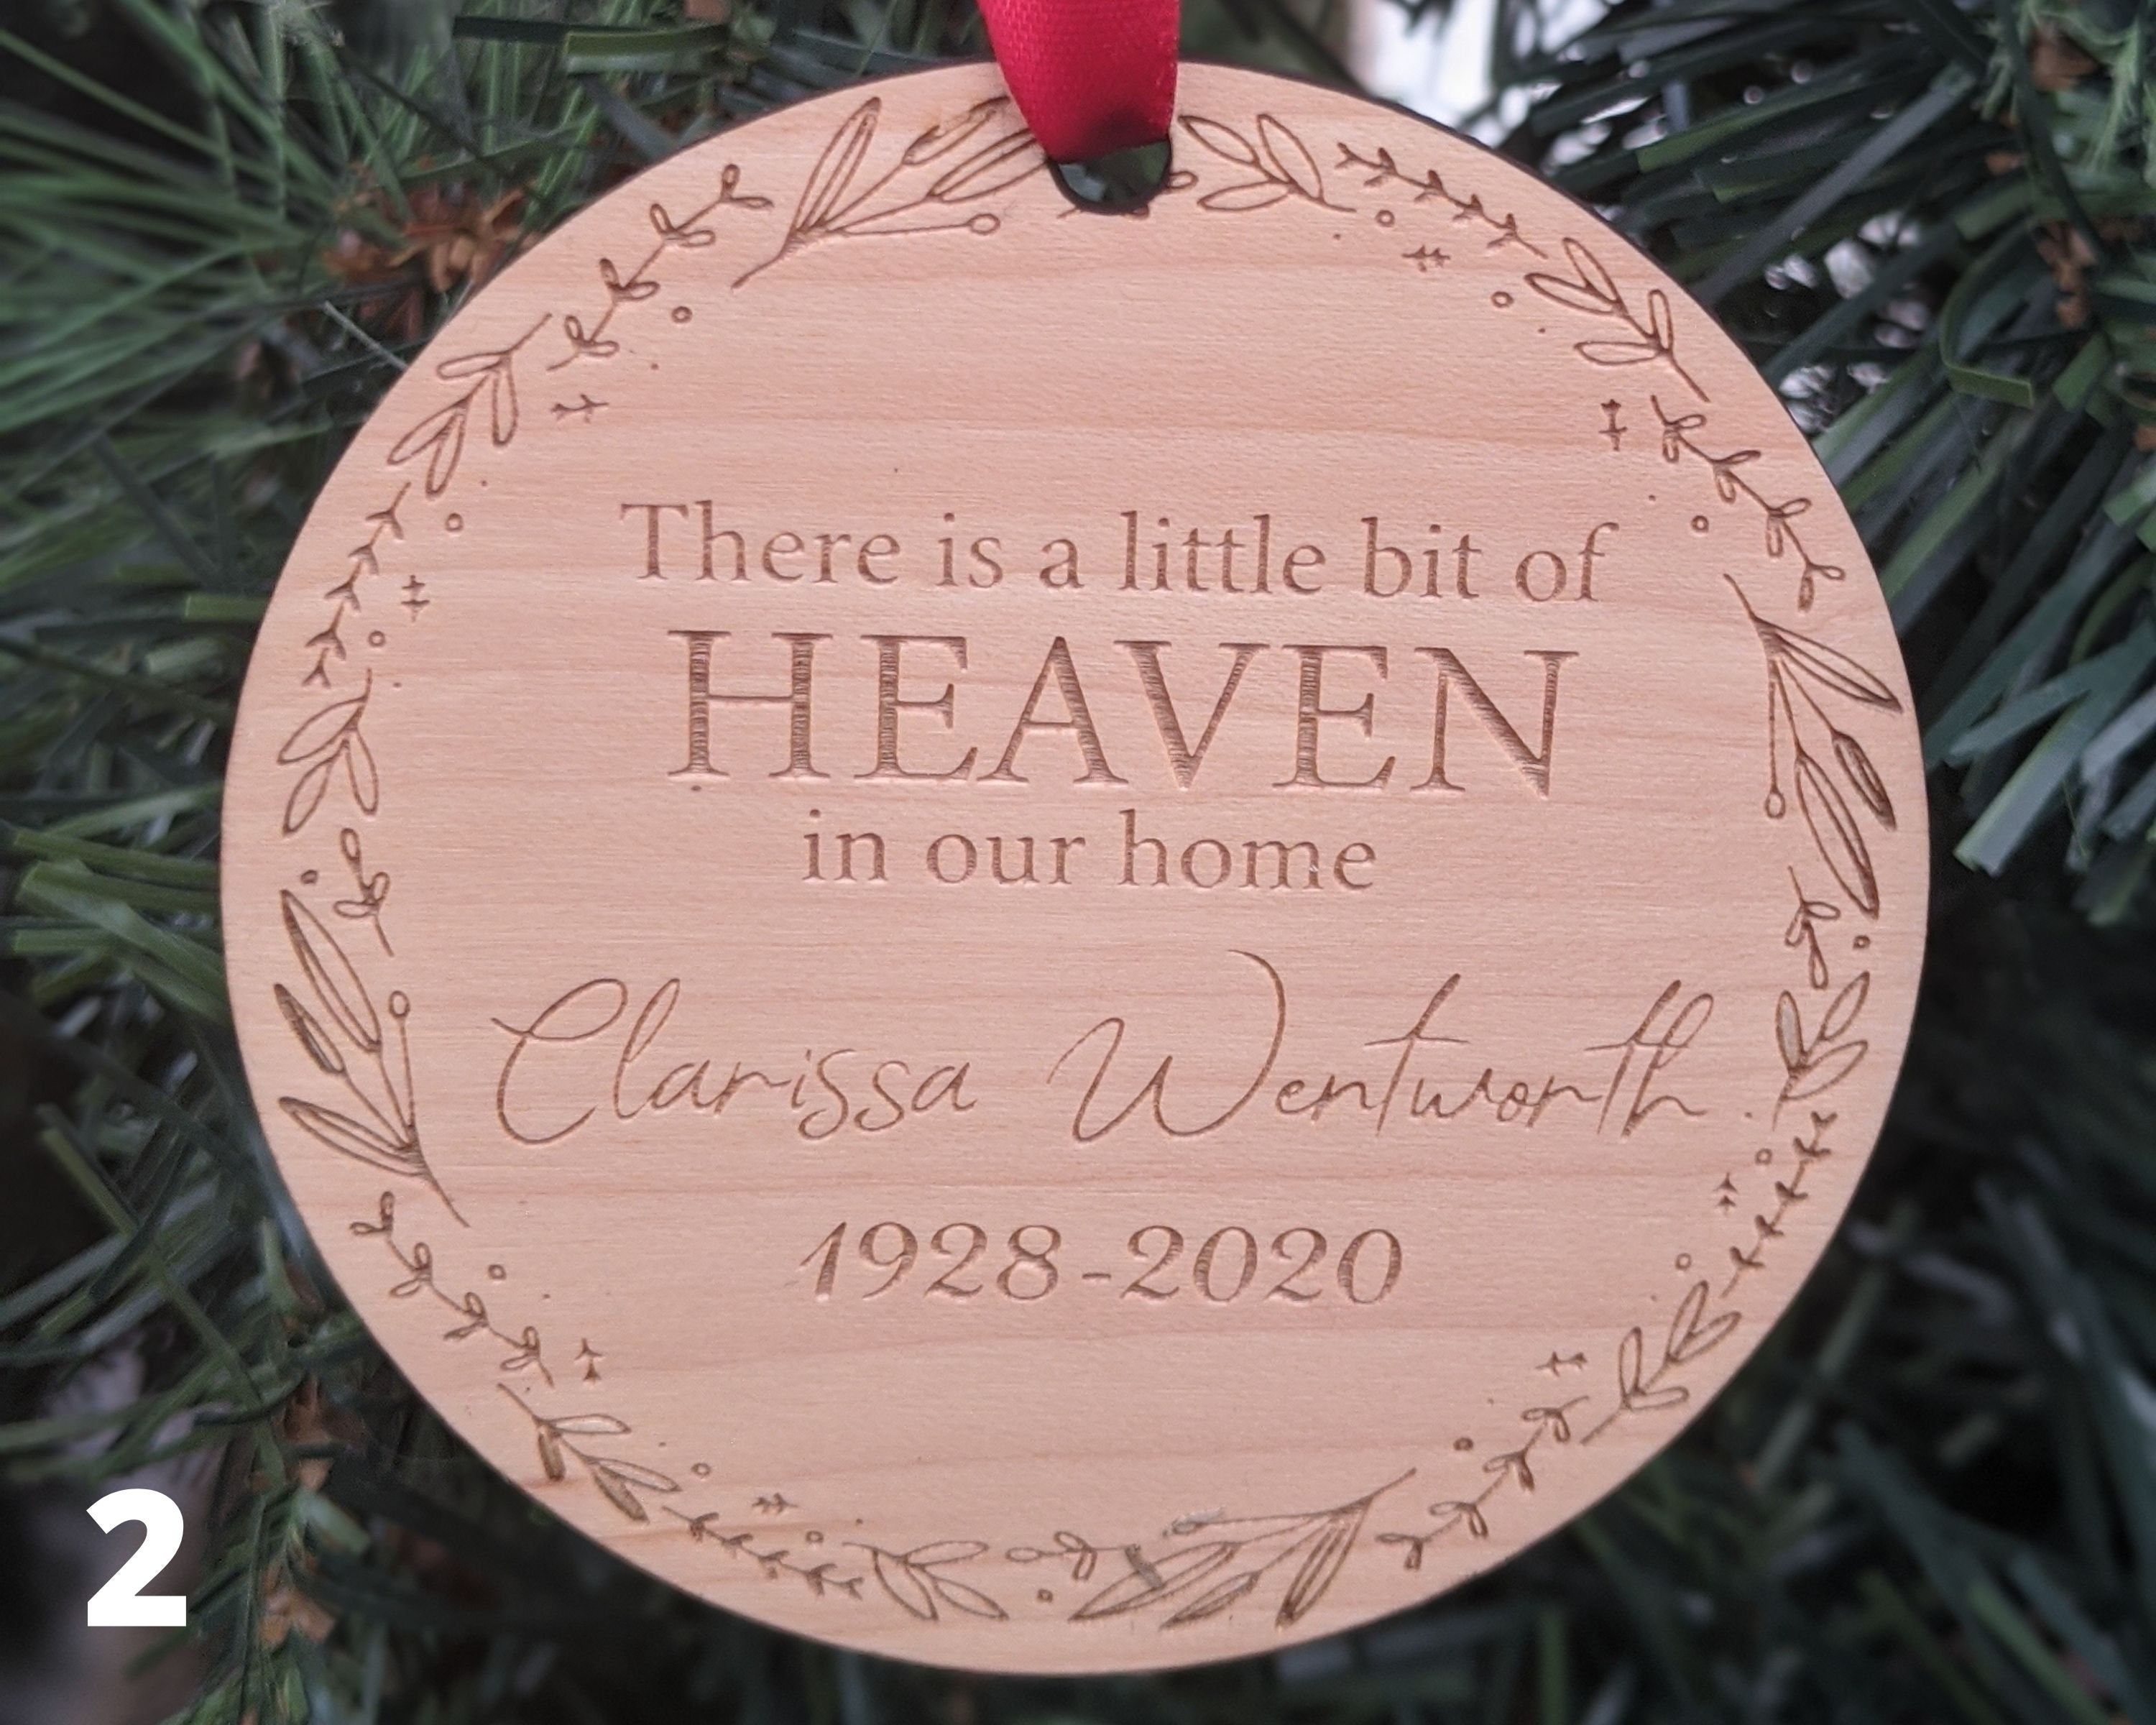 There is a little bit of
HEAVEN
in our home
Clarissa Wentworth
1928-2020
2